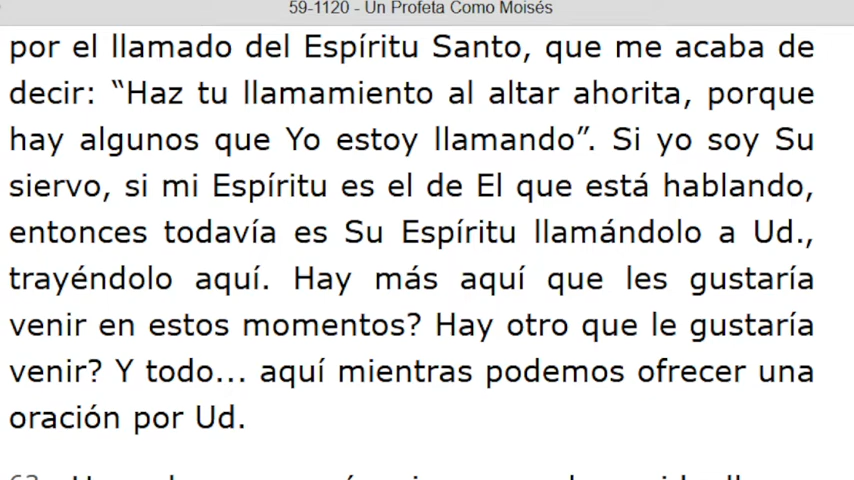 59-1120 - Un Profeta Como Moisés
por el llamado del Espíritu Santo, que me acaba de
decir: “Haz tu llamamiento al altar ahorita, porque
hay algunos que Yo estoy llamando”. Si yo soy Su
siervo, si mi Espíritu es el de El que está hablando,
entonces todavía es Su Espíritu llamándolo a Ud.,
trayéndolo aquí. Hay más aquí que les gustaría
venir en estos momentos? Hay otro que le gustaría
venir? Y todo... aquí mientras podemos ofrecer una
oración por Ud.